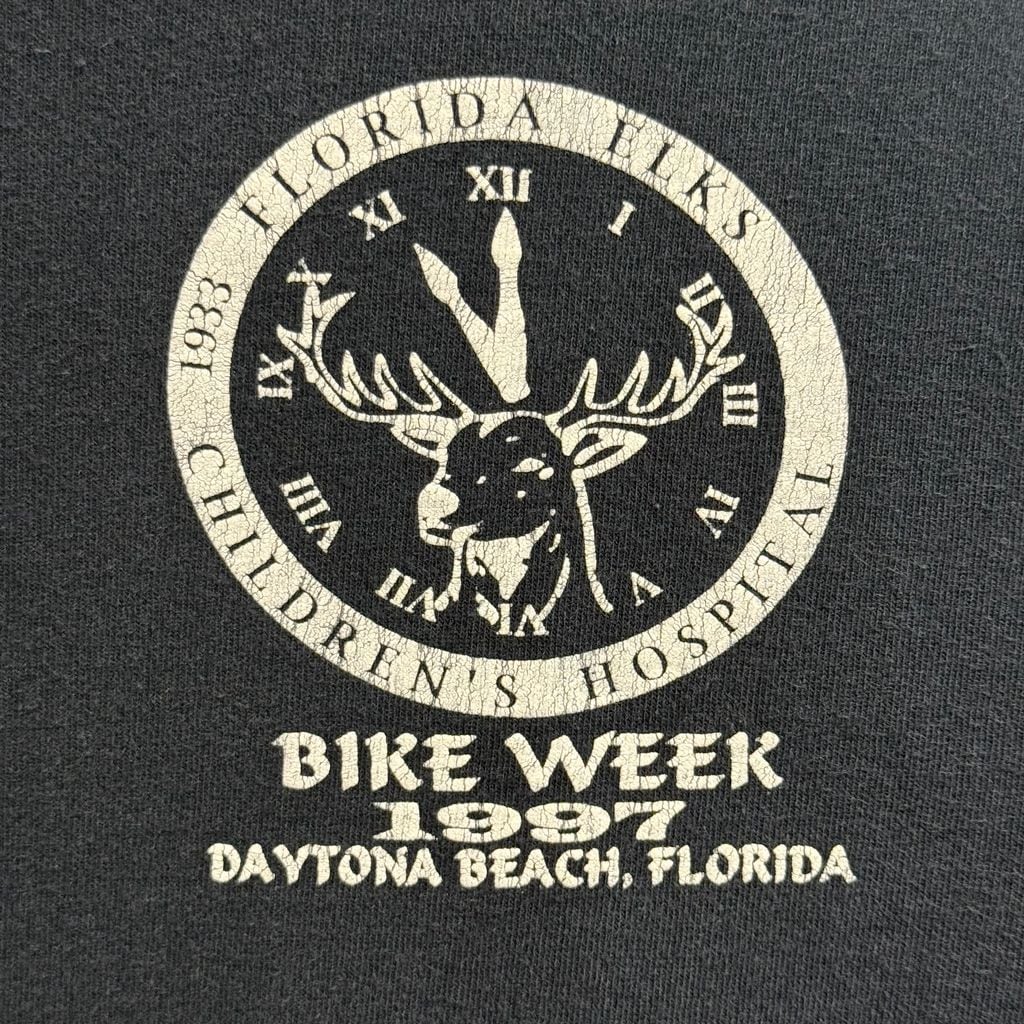 FLORIDA ELKS
1933
CHILDREN'S HOSPITAL
XII
I
II
III
IV
V
VI
VII
VIII
IX
X
XI
BIKE WEEK
1997
DAYTONA BEACH, FLORIDA